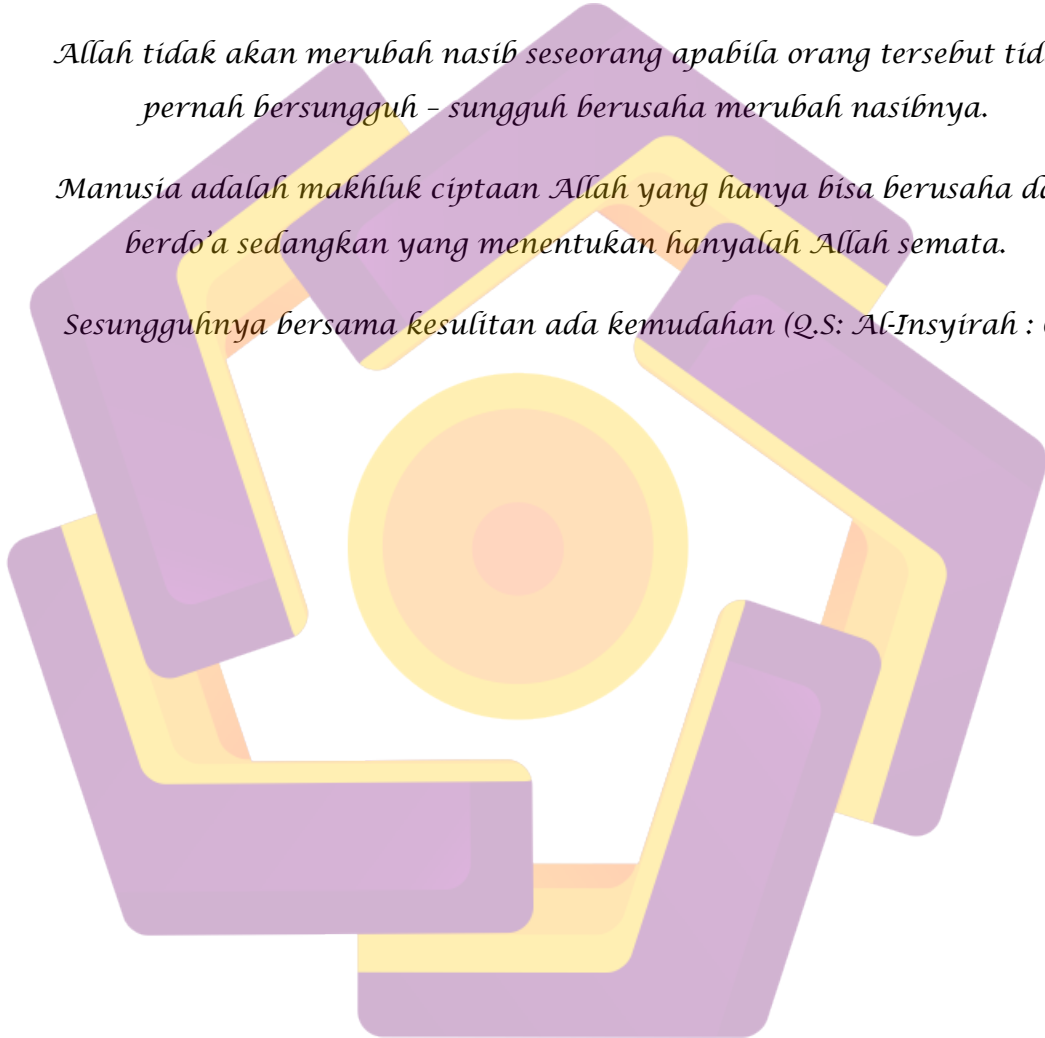 Allah tidak akan merubah nasib seseorang apabila orang tersebut tid
pernah bersungguh – sungguh berusaha merubah nasibnya.
Manusia adalah makhluk ciptaan Allah yang hanya bisa berusaha da
berdo’a sedangkan yang menentukan hanyalah Allah semata.
Sesungguhnya bersama kesulitan ada kemudahan (Q.S: Al-Insyirah :